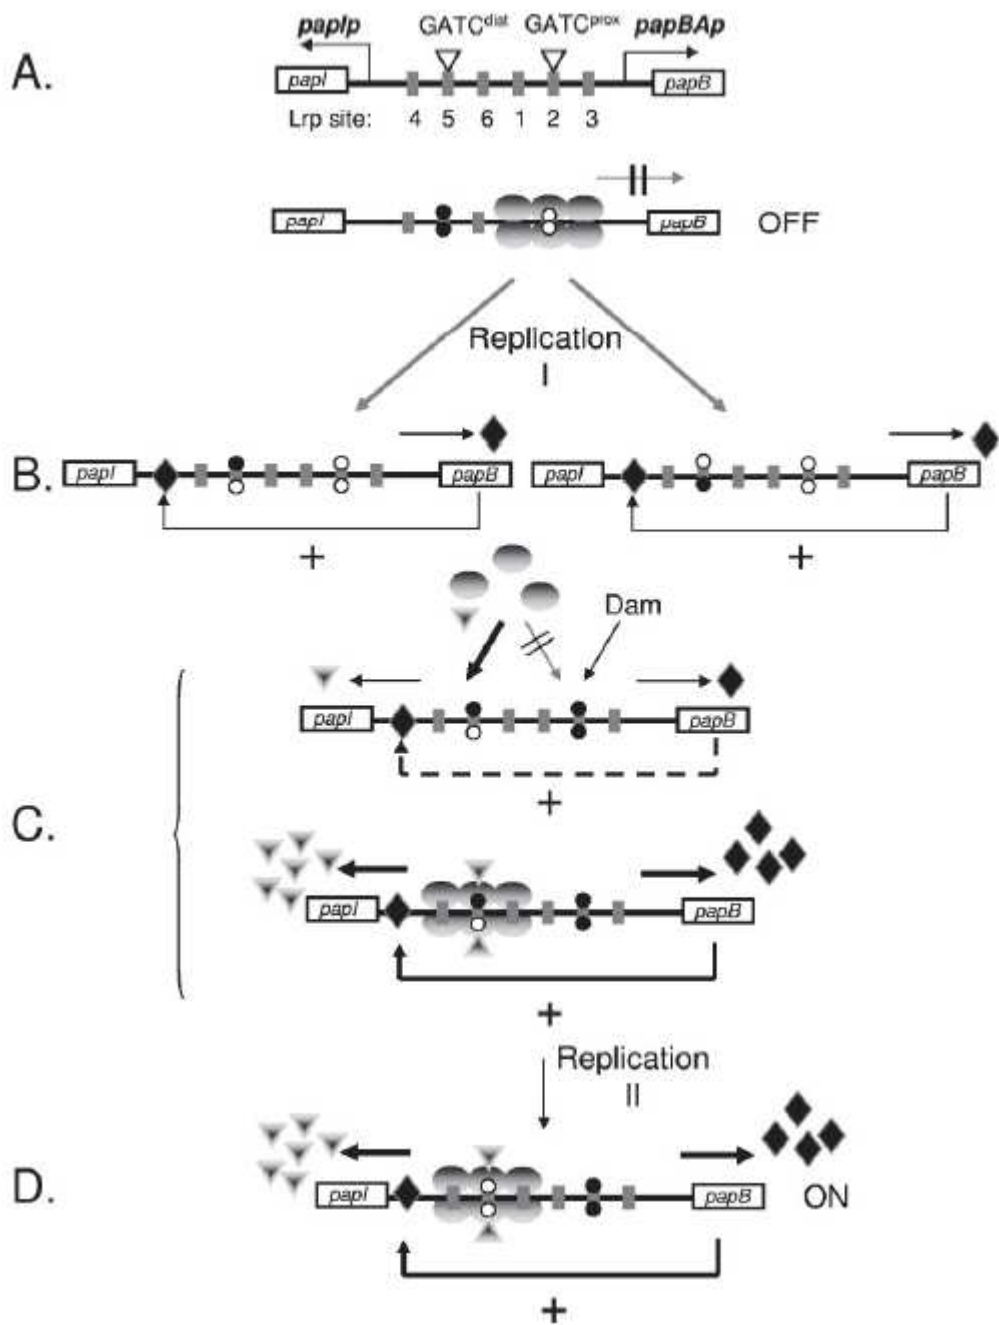 papIp GATCdist GATCprox papBAp
A.
papI papB
Lrp site: 4 5 6 1 2 3
papI papB OFF
Replication
I
B. papI papB papI papB
+ +
Dam
papI papB
+
C.
papI papB
+
Replication
II
D. papI papB ON
+